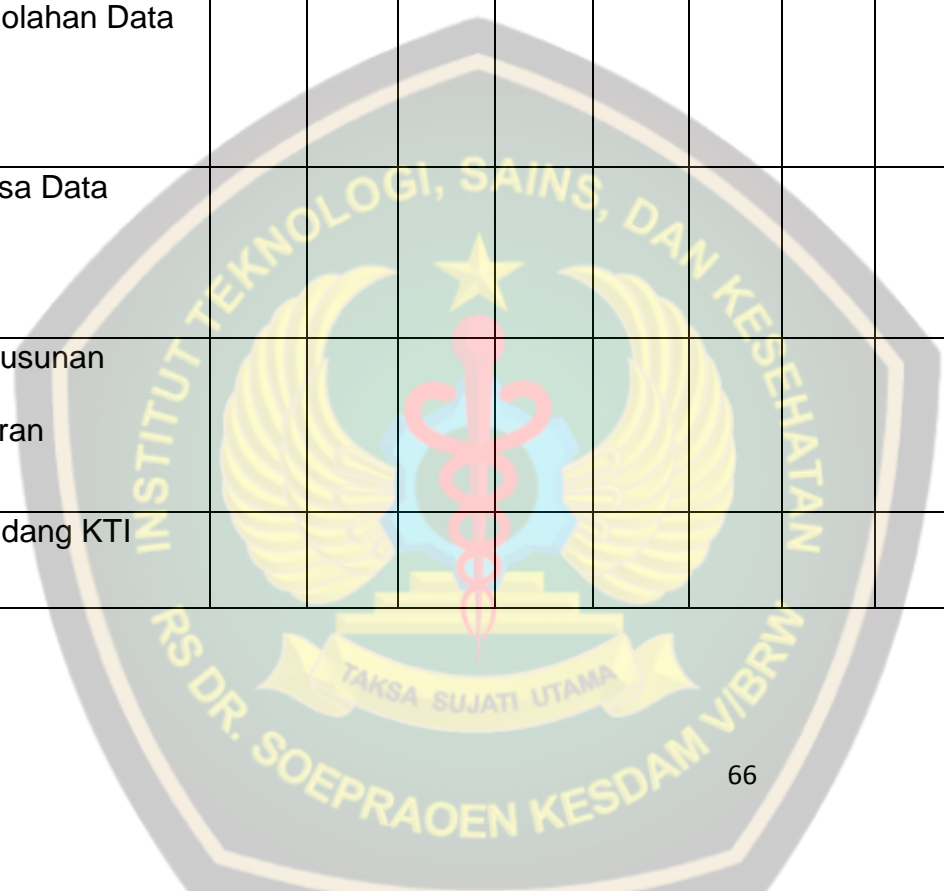 olahan Data
sa Data
usunan
ran
dang KTI
INSTITUT TEKNOLOGI, SAINS, DAN KESEHATAN
TAKSA SUJATI UTAMA
RS DR. SOEPRAOEN KESDAM V/BRW
66